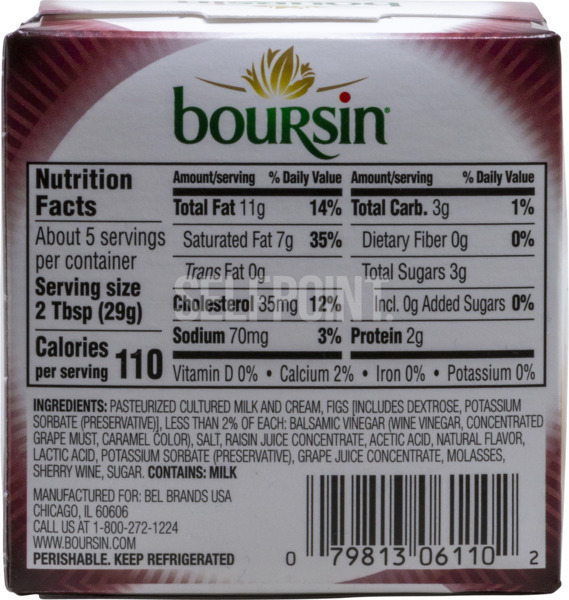 boursin
boursin®
Nutrition
Facts
About 5 servings
per container
Serving size
2 Tbsp (29g)
Calories
per serving 110
Amount/serving % Daily Value
Total Fat 11g 14%
Saturated Fat 7g 35%
Trans Fat 0g
Cholesterol 35mg 12%
Sodium 70mg 3%
Amount/serving % Daily Value
Total Carb. 3g 1%
Dietary Fiber 0g 0%
Total Sugars 3g
Incl. 0g Added Sugars 0%
Protein 2g
Vitamin D 0% • Calcium 2% • Iron 0% • Potassium 0%
SELFPOINT.
INGREDIENTS: PASTEURIZED CULTURED MILK AND CREAM, FIGS [INCLUDES DEXTROSE, POTASSIUM
SORBATE (PRESERVATIVE)], LESS THAN 2% OF EACH: BALSAMIC VINEGAR (WINE VINEGAR, CONCENTRATED
GRAPE MUST, CARAMEL COLOR), SALT, RAISIN JUICE CONCENTRATE, ACETIC ACID, NATURAL FLAVOR,
LACTIC ACID, POTASSIUM SORBATE (PRESERVATIVE), GRAPE JUICE CONCENTRATE, MOLASSES,
SHERRY WINE, SUGAR. CONTAINS: MILK
MANUFACTURED FOR: BEL BRANDS USA
CHICAGO, IL 60606
CALL US AT 1-800-272-1224
WWW.BOURSIN.COM
PERISHABLE. KEEP REFRIGERATED
0 79813 06110 2